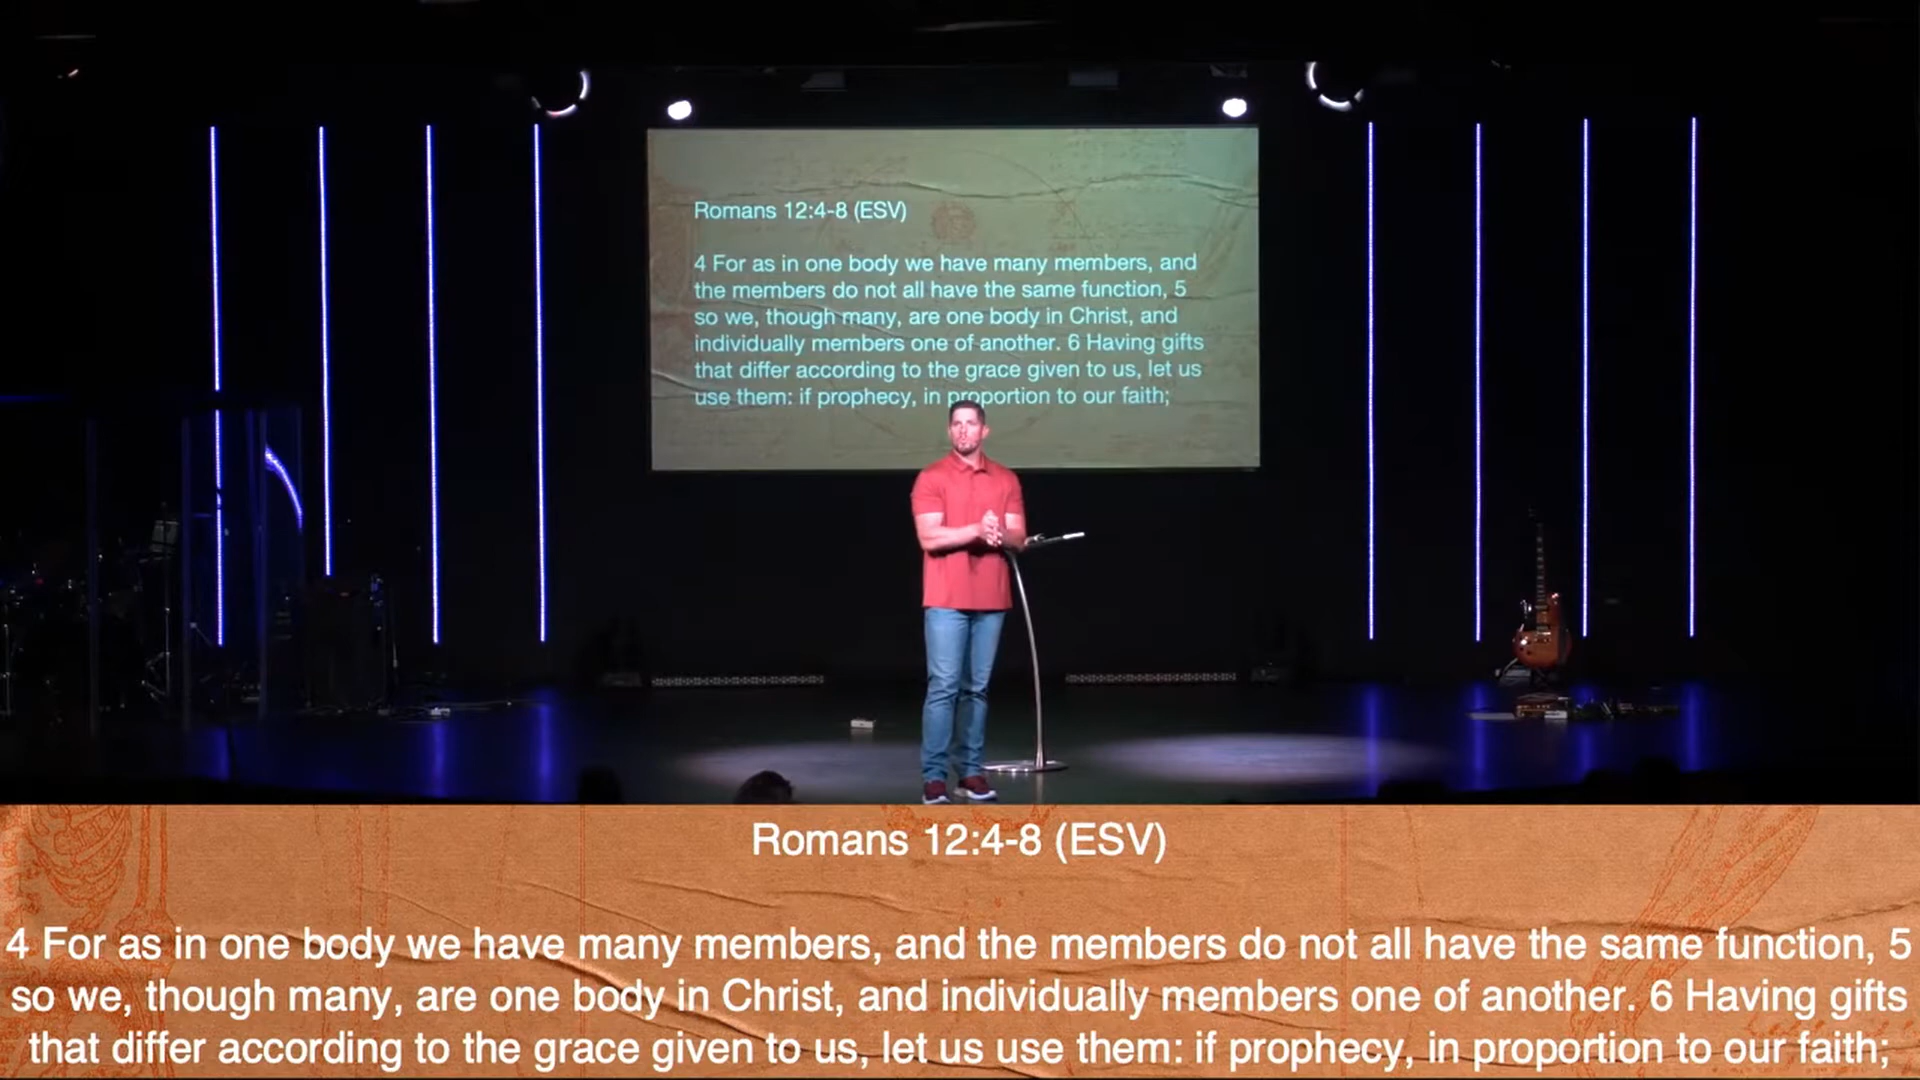 Romans 12:4-8 (ESV)
4 For as in one body we have many members, and
the members do not all have the same function, 5
so we, though many, are one body in Christ, and
individually members one of another. 6 Having gifts
that differ according to the grace given to us, let us
use them: if prophecy, in proportion to our faith;
Romans 12:4-8 (ESV)
4 For as in one body we have many members, and the members do not all have the same function, 5
so we, though many, are one body in Christ, and individually members one of another. 6 Having gifts
that differ according to the grace given to us, let us use them: if prophecy, in proportion to our faith;